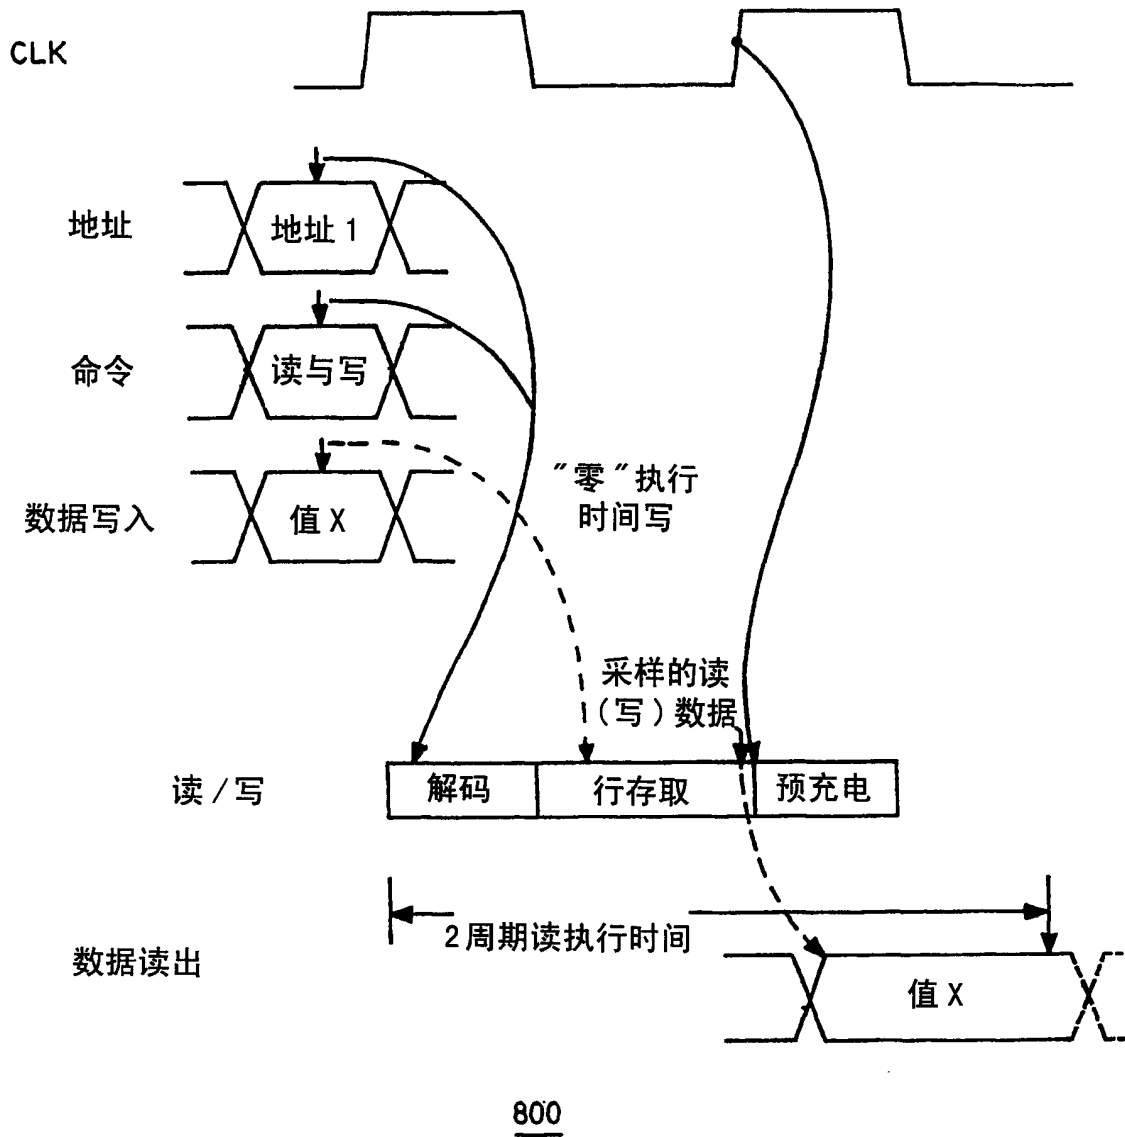 CLK
地址
地址 1
命令
读与写
数据写入
值 X
"零"执行
时间写
采样的读
(写)数据
读/写
解码
行存取
预充电
2周期读执行时间
数据读出
值 X
800